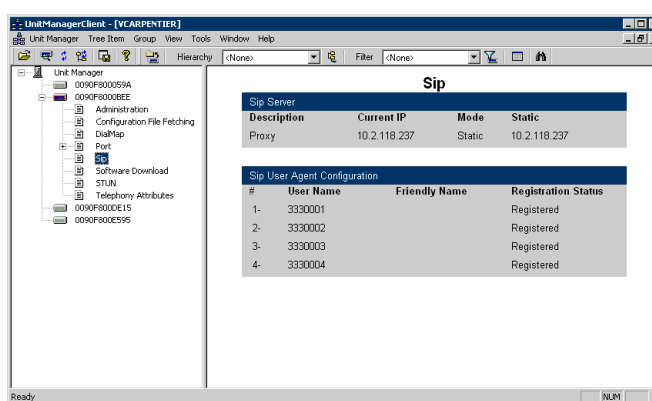 UnitManagerClient - [VCARPENTIER]
Unit Manager Tree Item Group View Tools Window Help
Hierarchy <None> Filter <None>
Unit Manager
0090F800059A
0090F8000BEE
Administration
Configuration File Fetching
DialMap
Port
Sip
Software Download
STUN
Telephony Attributes
0090F800DE15
0090F800E595
Sip
Sip Server
Description Current IP Mode Static
Proxy 10.2.118.237 Static 10.2.118.237
Sip User Agent Configuration
# User Name Friendly Name Registration Status
1- 3330001 Registered
2- 3330002 Registered
3- 3330003 Registered
4- 3330004 Registered
Ready NUM